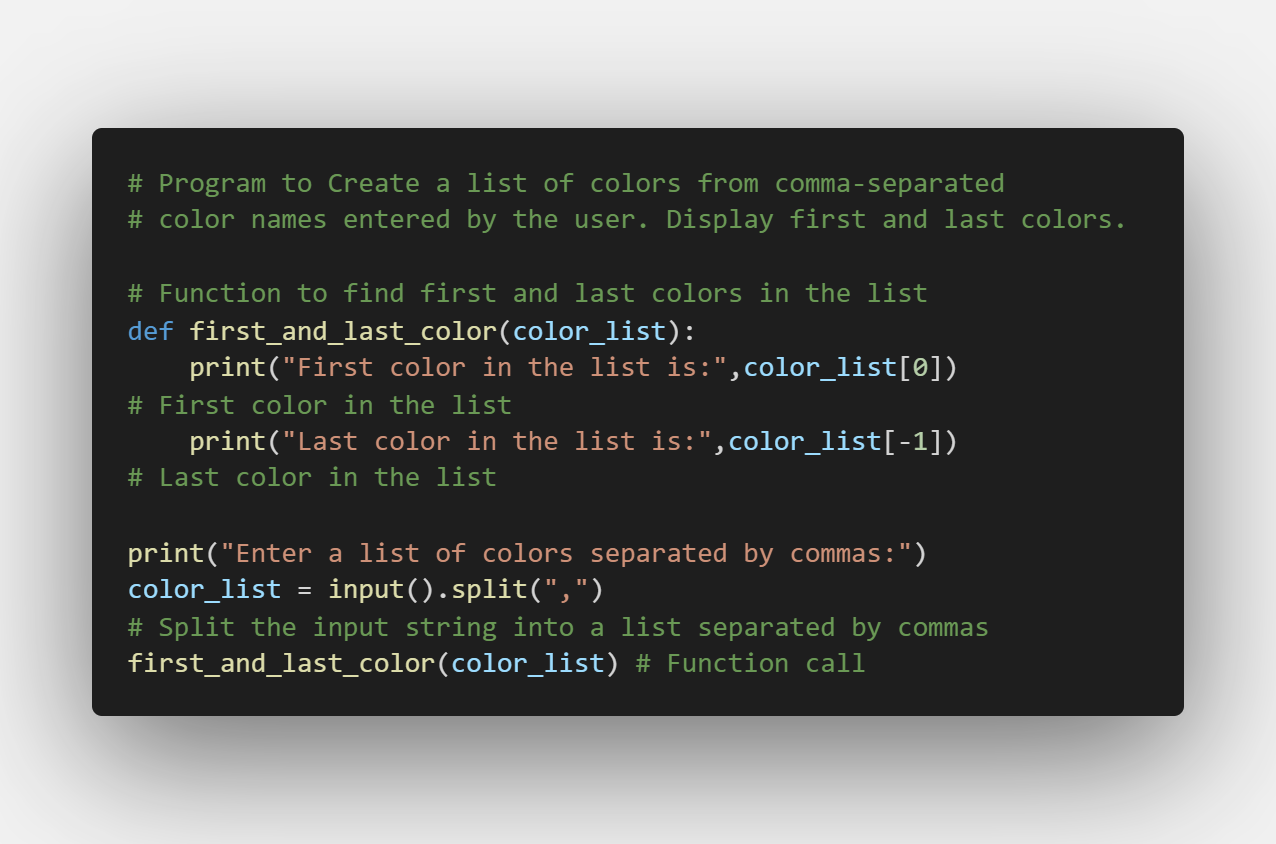 # Program to Create a list of colors from comma-separated
# color names entered by the user. Display first and last colors.
# Function to find first and last colors in the list
def first_and_last_color(color_list):
    print("First color in the list is:",color_list[0])
# First color in the list
    print("Last color in the list is:",color_list[-1])
# Last color in the list
print("Enter a list of colors separated by commas:")
color_list = input().split(",")
# Split the input string into a list separated by commas
first_and_last_color(color_list) # Function call